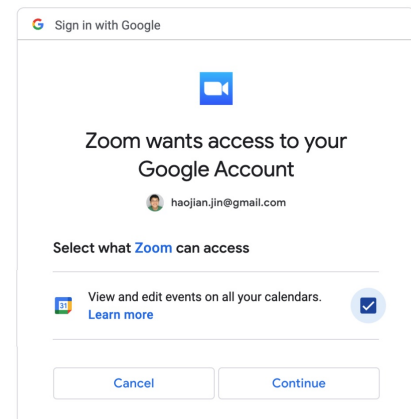 Sign in with Google
Zoom wants access to your
Google Account
haojian.jin@gmail.com
Select what Zoom can access
31
View and edit events on all your calendars.
Learn more
Cancel
Continue